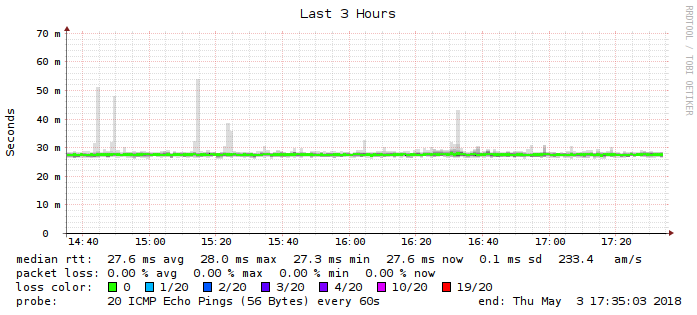 Last 3 Hours
RRDTOOL / TOBI OETIKER
Seconds
70 m
60 m
50 m
40 m
30 m
20 m
10 m
0
14:40 15:00 15:20 15:40 16:00 16:20 16:40 17:00 17:20
median rtt: 27.6 ms avg 28.0 ms max 27.3 ms min 27.6 ms now 0.1 ms sd 233.4 am/s
packet loss: 0.00 % avg 0.00 % max 0.00 % min 0.00 % now
loss color: 0 1/20 2/20 3/20 4/20 10/20 19/20
probe: 20 ICMP Echo Pings (56 Bytes) every 60s end: Thu May 3 17:35:03 2018